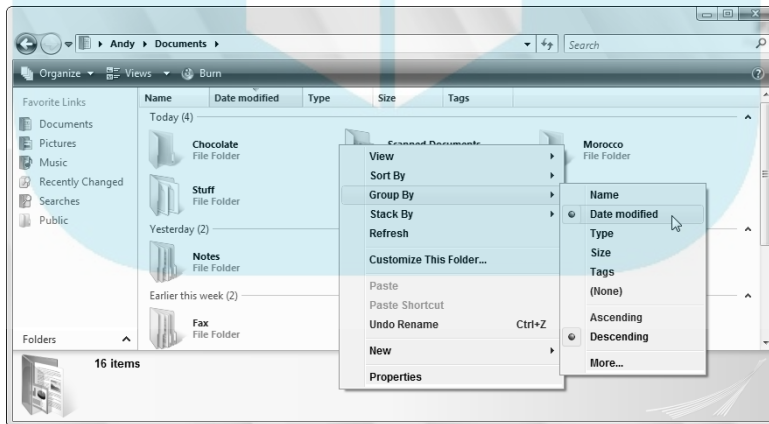 Andy Documents
Search
Organize Views Burn
Favorite Links
Documents
Pictures
Music
Recently Changed
Searches
Public
Folders
Name Date modified Type Size Tags
Today (4)
Chocolate
File Folder
Scanned Documents
Morocco
File Folder
Stuff
File Folder
Yesterday (2)
Notes
File Folder
Earlier this week (2)
Fax
File Folder
View
Sort By
Group By
Stack By
Refresh
Customize This Folder...
Paste
Paste Shortcut
Undo Rename Ctrl+Z
New
Properties
Name
Date modified
Type
Size
Tags
(None)
Ascending
Descending
More...
16 items